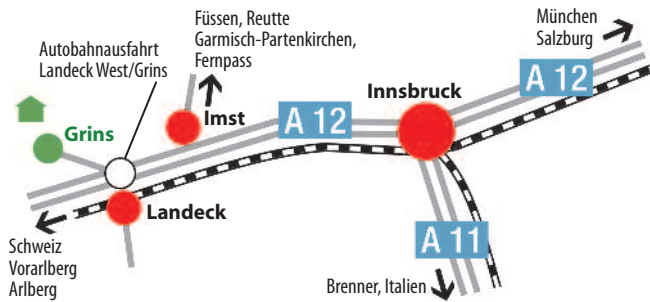 Füssen, Reutte
Garmisch-Partenkirchen,
Fernpass
München
Salzburg
Autobahnausfahrt
Landeck West/Grins
Innsbruck
A 12
Imst
A 12
Grins
Landeck
Schweiz
Vorarlberg
Arlberg
A 11
Brenner, Italien